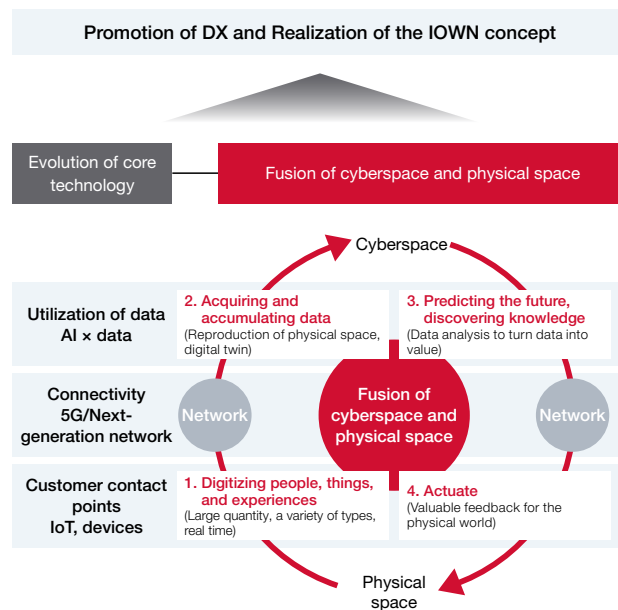 Promotion of DX and Realization of the IOWN concept
Evolution of core
technology
Fusion of cyberspace and physical space
Cyberspace
Utilization of data
AI × data
2. Acquiring and
accumulating data
(Reproduction of physical space,
digital twin)
3. Predicting the future,
discovering knowledge
(Data analysis to turn data into
value)
Connectivity
5G/Next-
generation network
Network
Fusion of
cyberspace and
physical space
Network
Customer contact
points
IoT, devices
1. Digitizing people, things,
and experiences
(Large quantity, a variety of types,
real time)
4. Actuate
(Valuable feedback for the
physical world)
Physical
space